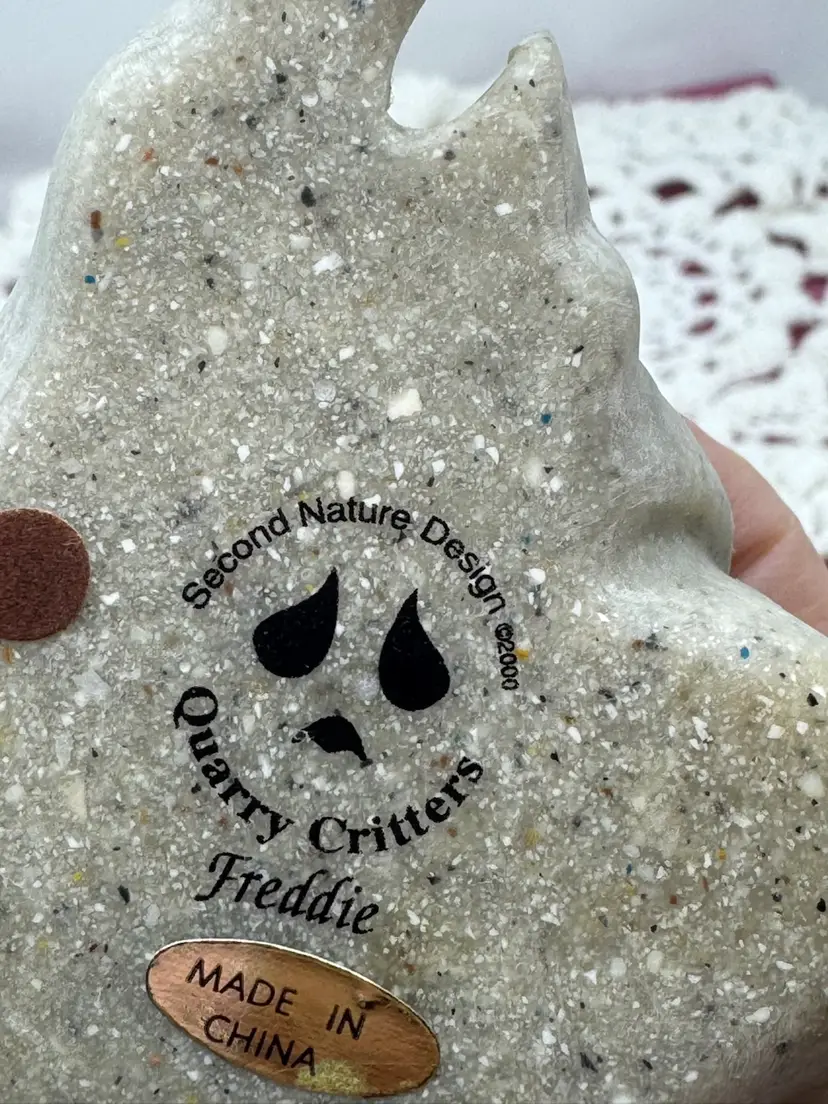 Second Nature Design ©2000
Quarry Critters
Freddie
MADE IN
CHINA